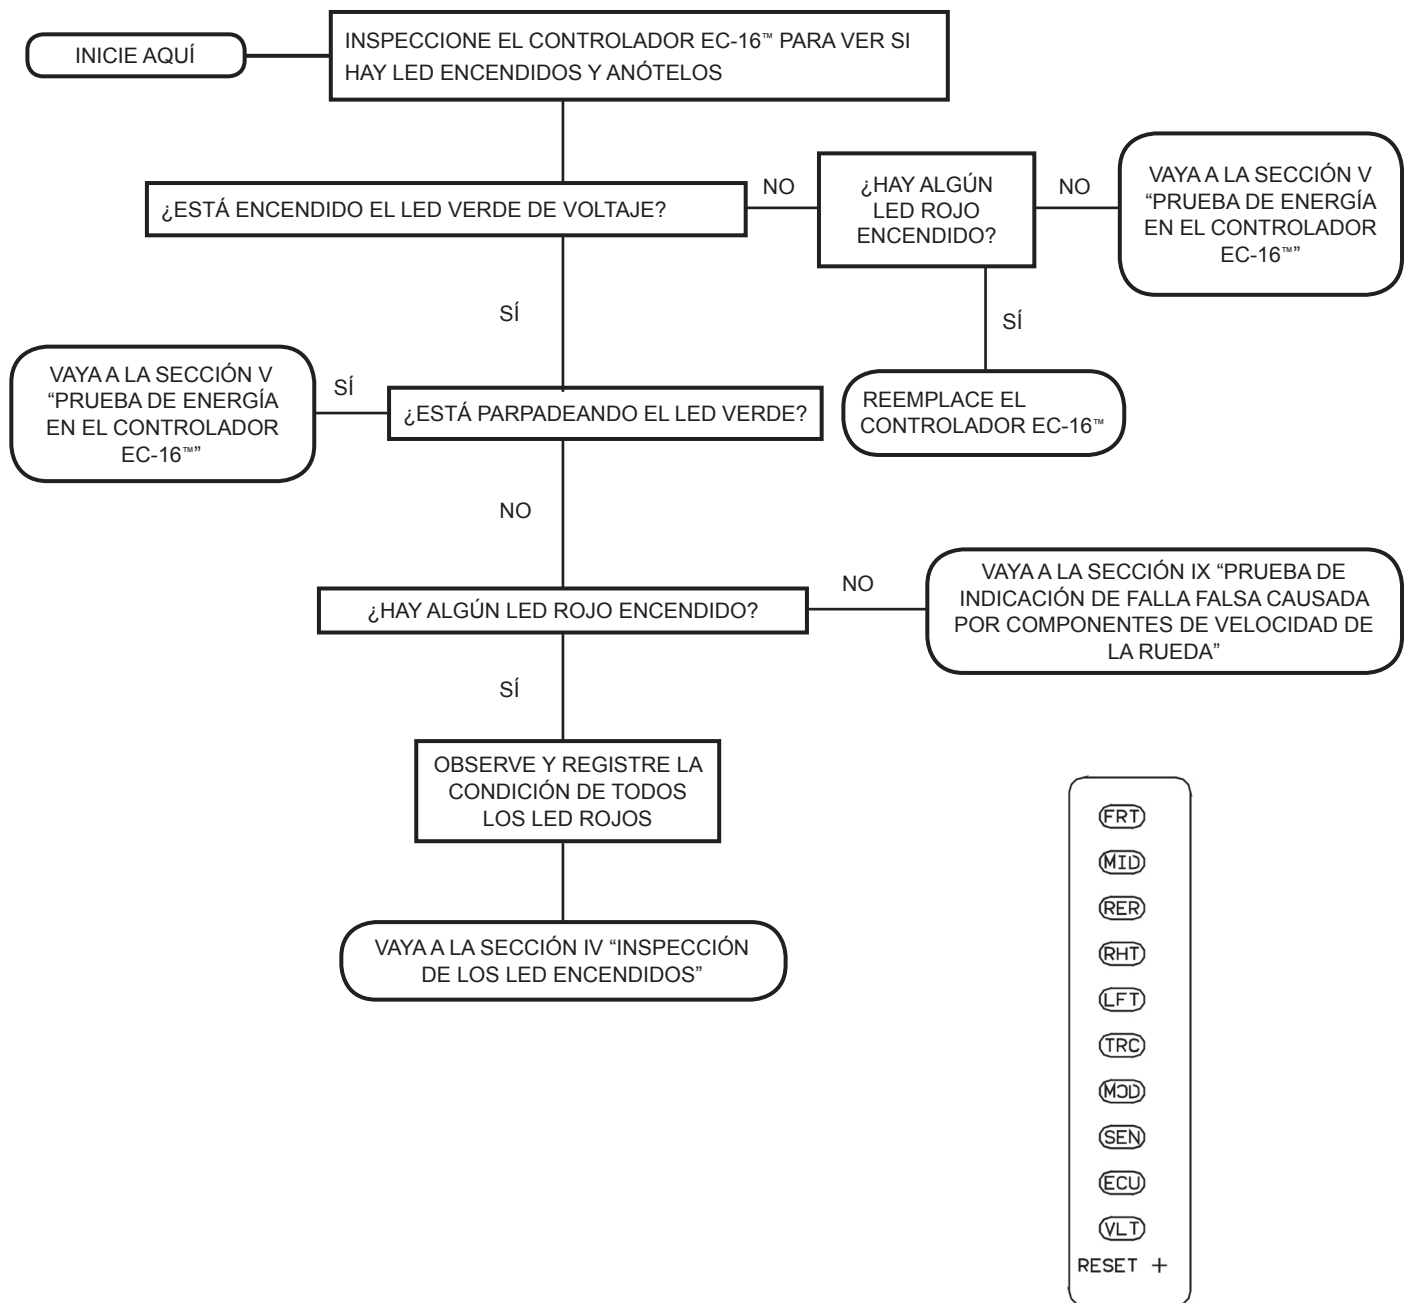 INICIE AQUÍ
INSPECCIONE EL CONTROLADOR EC-16™ PARA VER SI
HAY LED ENCENDIDOS Y ANÓTELOS
¿ESTÁ ENCENDIDO EL LED VERDE DE VOLTAJE?
NO
¿HAY ALGÚN
LED ROJO
ENCENDIDO?
NO
VAYA A LA SECCIÓN V
“PRUEBA DE ENERGÍA
EN EL CONTROLADOR
EC-16™”
SÍ
SÍ
REEMPLACE EL
CONTROLADOR EC-16™
VAYA A LA SECCIÓN V
“PRUEBA DE ENERGÍA
EN EL CONTROLADOR
EC-16™”
SÍ
¿ESTÁ PARPADEANDO EL LED VERDE?
NO
¿HAY ALGÚN LED ROJO ENCENDIDO?
NO
VAYA A LA SECCIÓN IX “PRUEBA DE
INDICACIÓN DE FALLA FALSA CAUSADA
POR COMPONENTES DE VELOCIDAD DE
LA RUEDA”
SÍ
OBSERVE Y REGISTRE LA
CONDICIÓN DE TODOS
LOS LED ROJOS
VAYA A LA SECCIÓN IV “INSPECCIÓN
DE LOS LED ENCENDIDOS”
FRT
MID
RER
RHT
LFT
TRC
MOD
SEN
ECU
VLT
RESET +